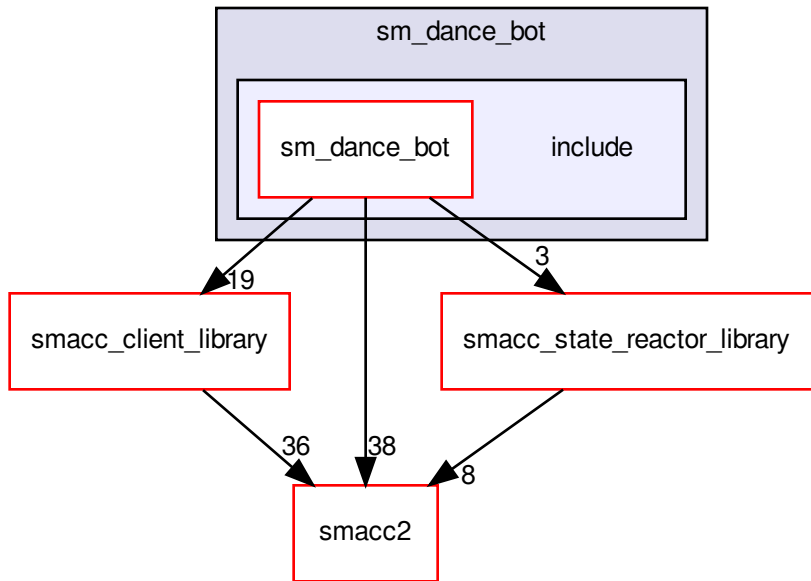 sm_dance_bot
sm_dance_bot
include
19
3
smacc_client_library
smacc_state_reactor_library
36
38
8
smacc2